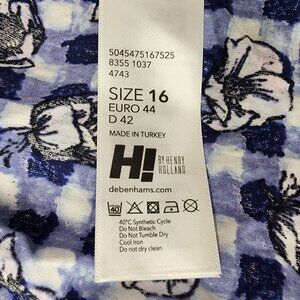 5045475167525
8355 1037
4743
SIZE 16
EURO 44
D 42
MADE IN TURKEY
H! BY HENRY HOLLAND
debenhams.com
40
40°C Synthetic Cycle
Do Not Bleach
Do Not Tumble Dry
Cool Iron
Do not dry clean